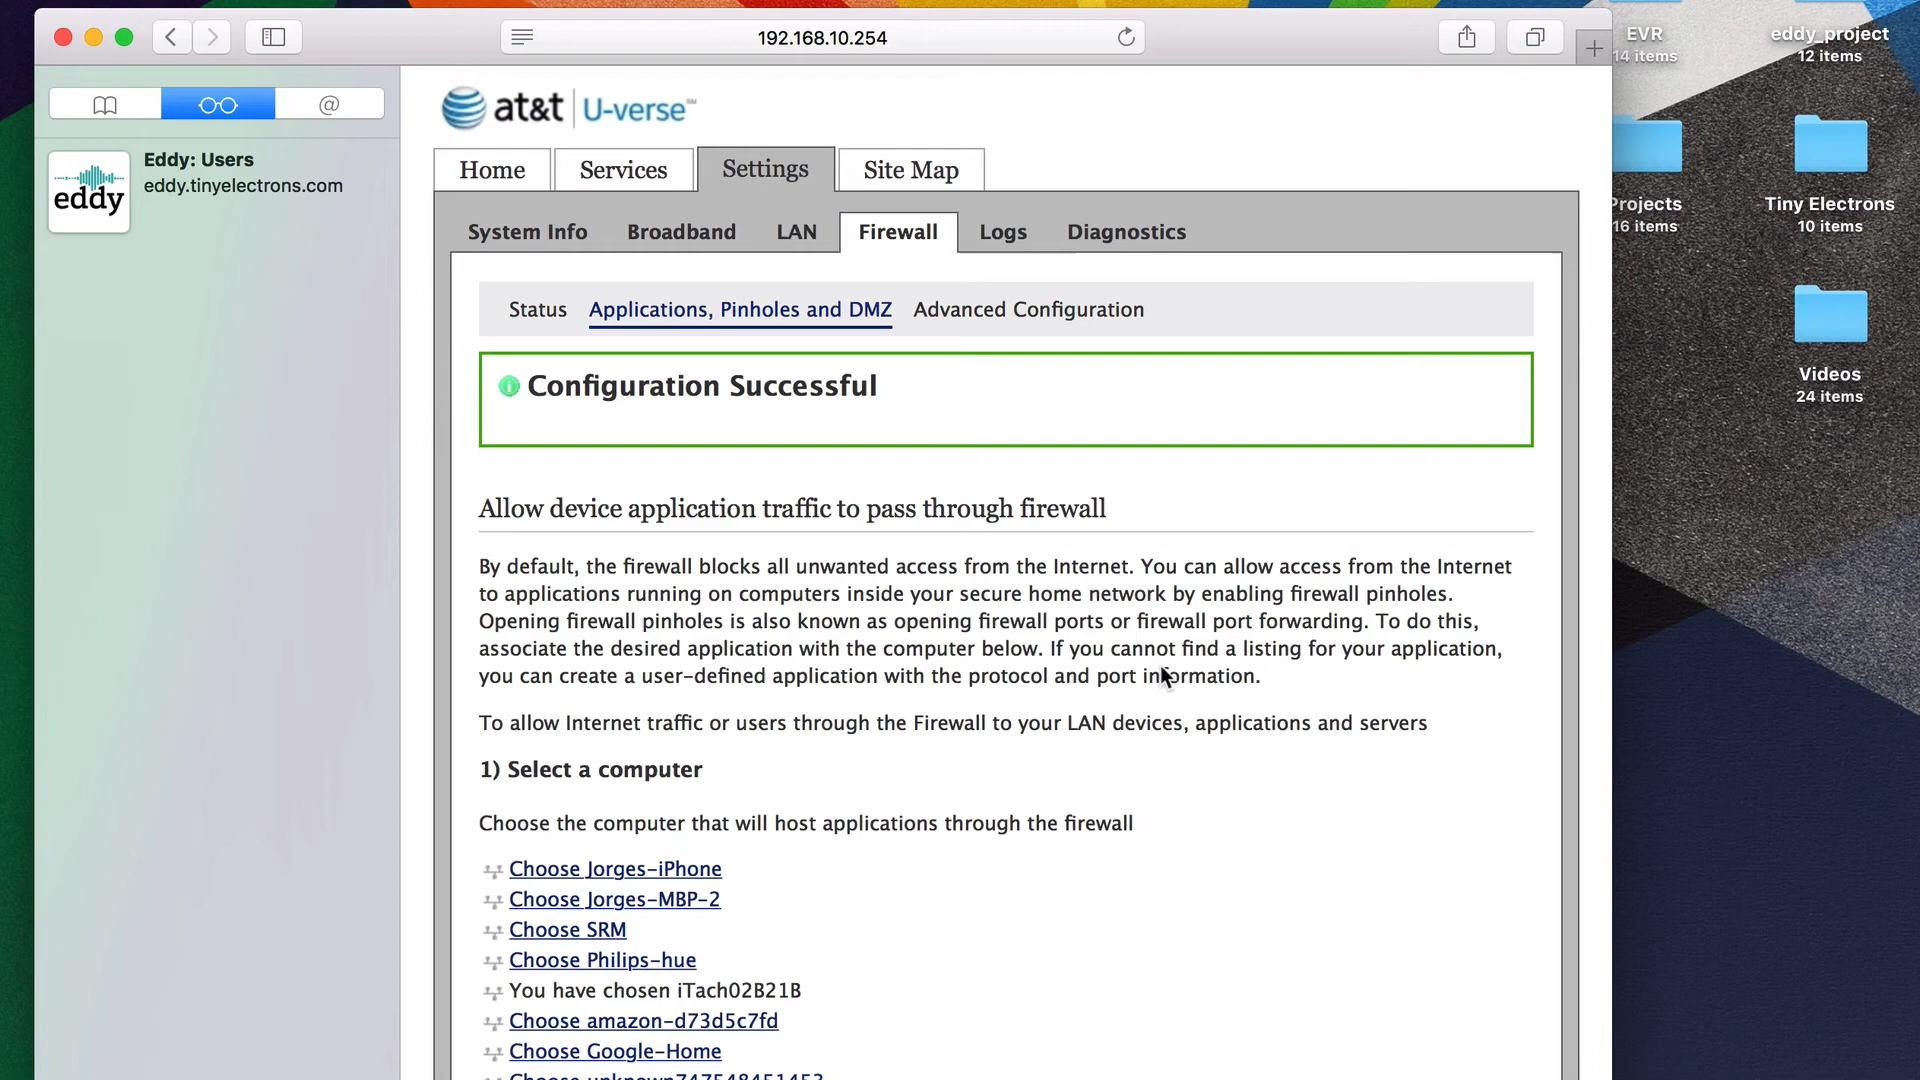 192.168.10.254
EVR
14 items
eddy_project
12 items
@
at&t U-verse℠
eddy
Eddy: Users
eddy.tinyelectrons.com
Home Services Settings Site Map
Projects
16 items
Tiny Electrons
10 items
System Info Broadband LAN Firewall Logs Diagnostics
Status Applications, Pinholes and DMZ Advanced Configuration
Videos
24 items
Configuration Successful
Allow device application traffic to pass through firewall
By default, the firewall blocks all unwanted access from the Internet. You can allow access from the Internet
to applications running on computers inside your secure home network by enabling firewall pinholes.
Opening firewall pinholes is also known as opening firewall ports or firewall port forwarding. To do this,
associate the desired application with the computer below. If you cannot find a listing for your application,
you can create a user-defined application with the protocol and port information.
To allow Internet traffic or users through the Firewall to your LAN devices, applications and servers
1) Select a computer
Choose the computer that will host applications through the firewall
Choose Jorges-iPhone
Choose Jorges-MBP-2
Choose SRM
Choose Philips-hue
You have chosen iTach02B21B
Choose amazon-d73d5c7fd
Choose Google-Home
Choose unknown747548451453